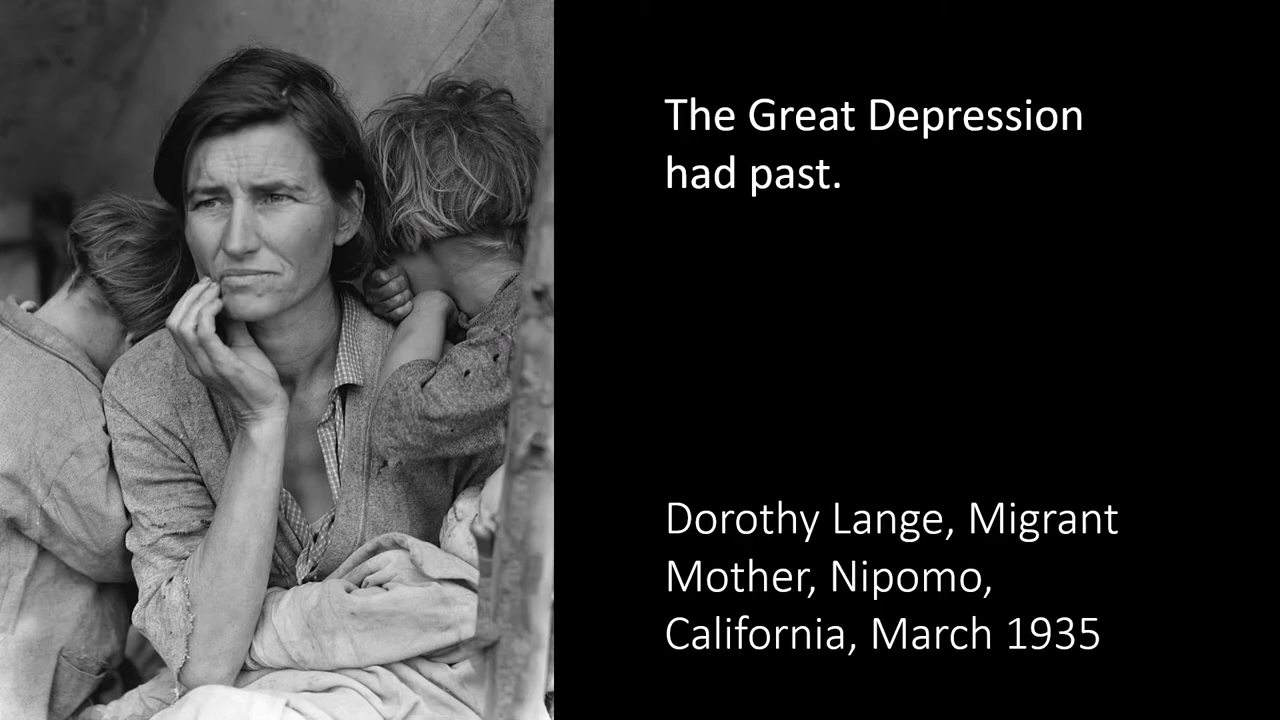 The Great Depression
had past.
Dorothy Lange, Migrant
Mother, Nipomo,
California, March 1935